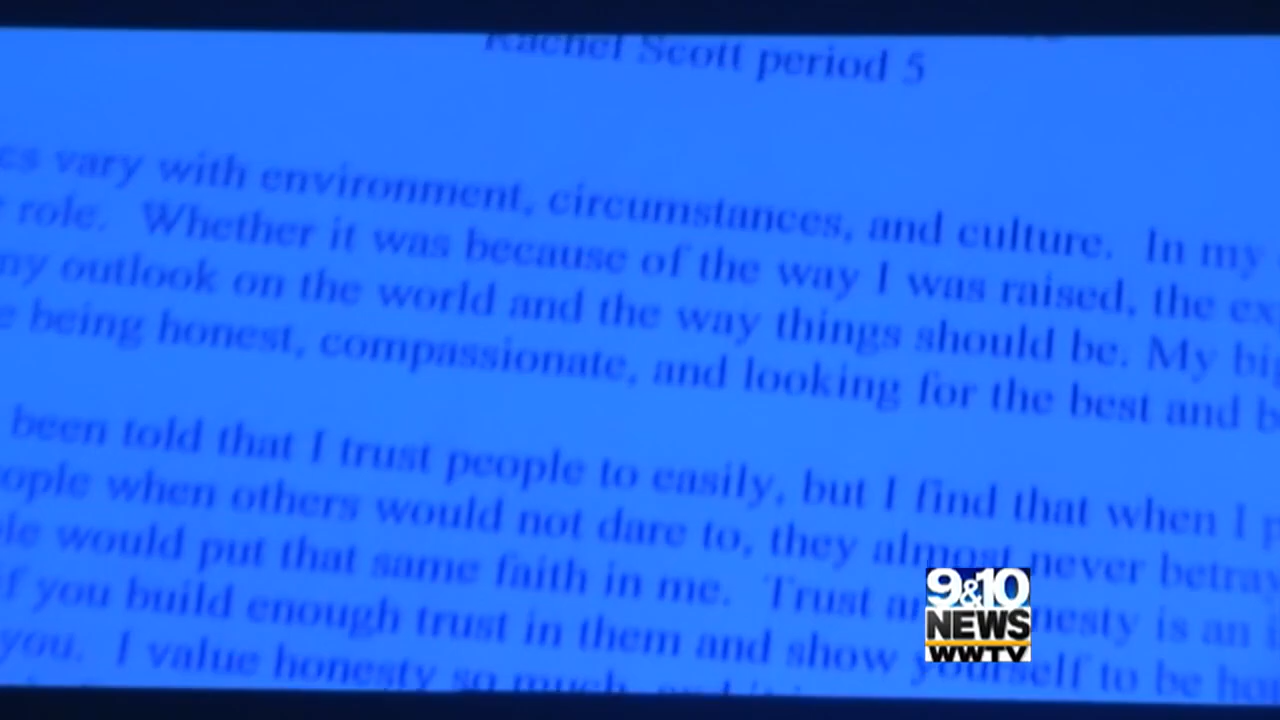 Rachel Scott period 5
vary with environment, circumstances, and culture. In my
role. Whether it was because of the way I was raised, the
my outlook on the world and the way things should be. My
being honest, compassionate, and looking for the best and
been told that I trust people to easily, but I find that when I
when others would not dare to, they almost never
would put that same faith in me. Trust is an
if you build enough trust in them and show yourself to be
you. I value honesty so much,
9&10
NEWS
WWTV